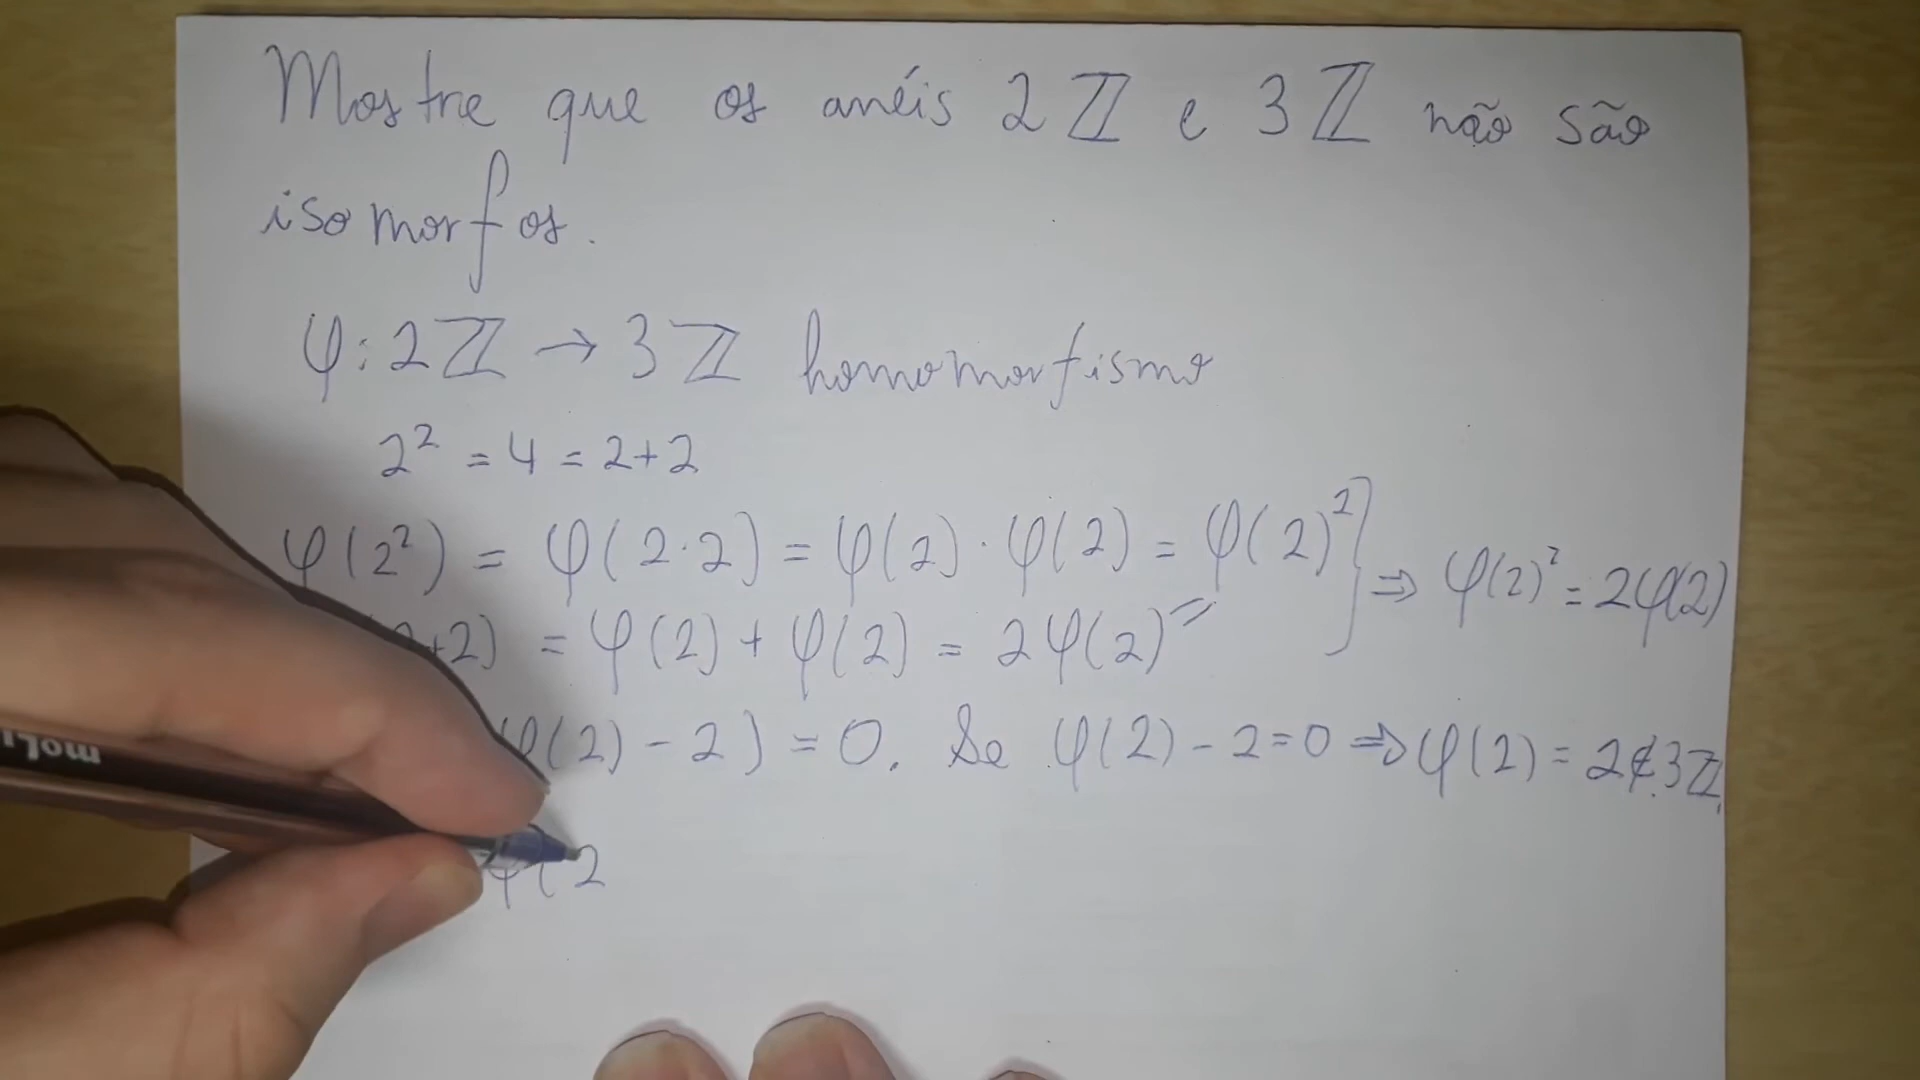 Mostre que os anéis 2ℤ e 3ℤ não são
isomorfos.
φ: 2ℤ → 3ℤ homomorfismo
2² = 4 = 2+2
φ(2²) = φ(2·2) = φ(2)·φ(2) = φ(2)² } ⇒ φ(2)² = 2φ(2)
+2) = φ(2) + φ(2) = 2φ(2)
φ(2) - 2) = 0. Se φ(2) - 2 = 0 ⇒ φ(2) = 2 ∉ 3ℤ.
φ(2